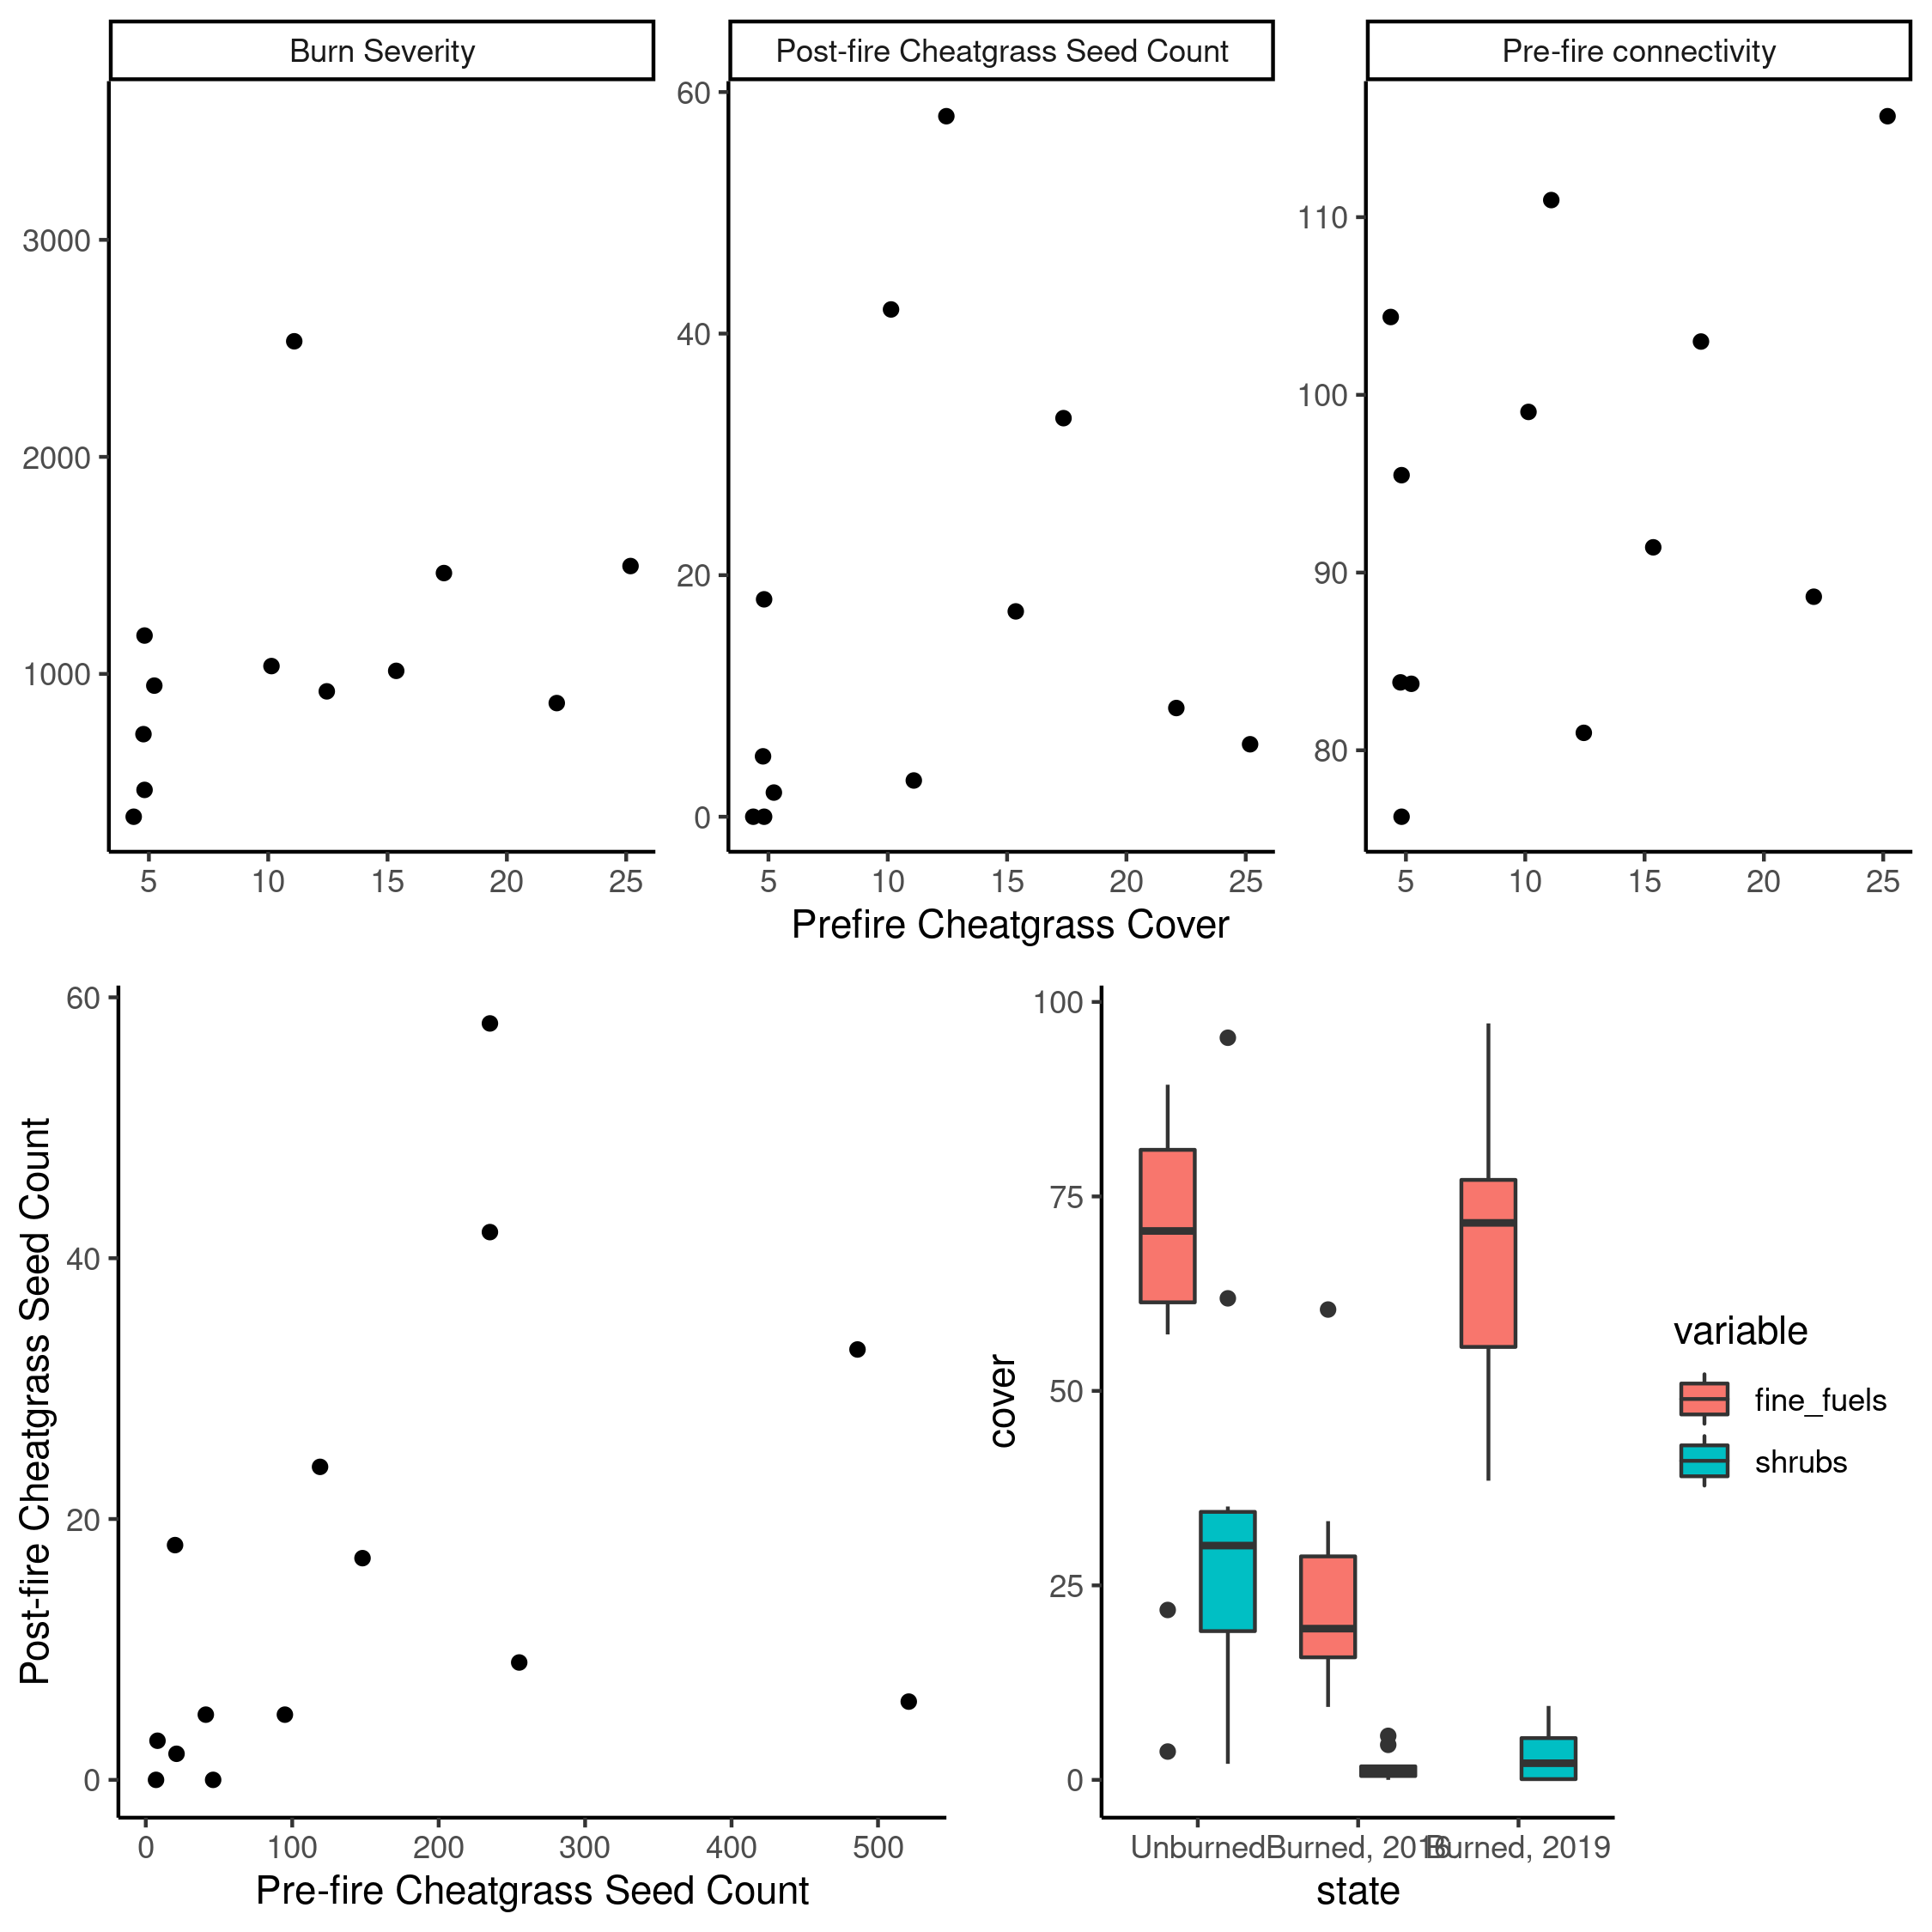 Burn Severity
Post-fire Cheatgrass Seed Count
Pre-fire connectivity
3000
2000
1000
60
40
20
0
110
100
90
80
5 10 15 20 25
5 10 15 20 25
5 10 15 20 25
Prefire Cheatgrass Cover
Post-fire Cheatgrass Seed Count
60
40
20
0
0 100 200 300 400 500
Pre-fire Cheatgrass Seed Count
cover
100
75
50
25
0
Unburned Burned, 2016 Burned, 2019
state
variable
fine_fuels
shrubs